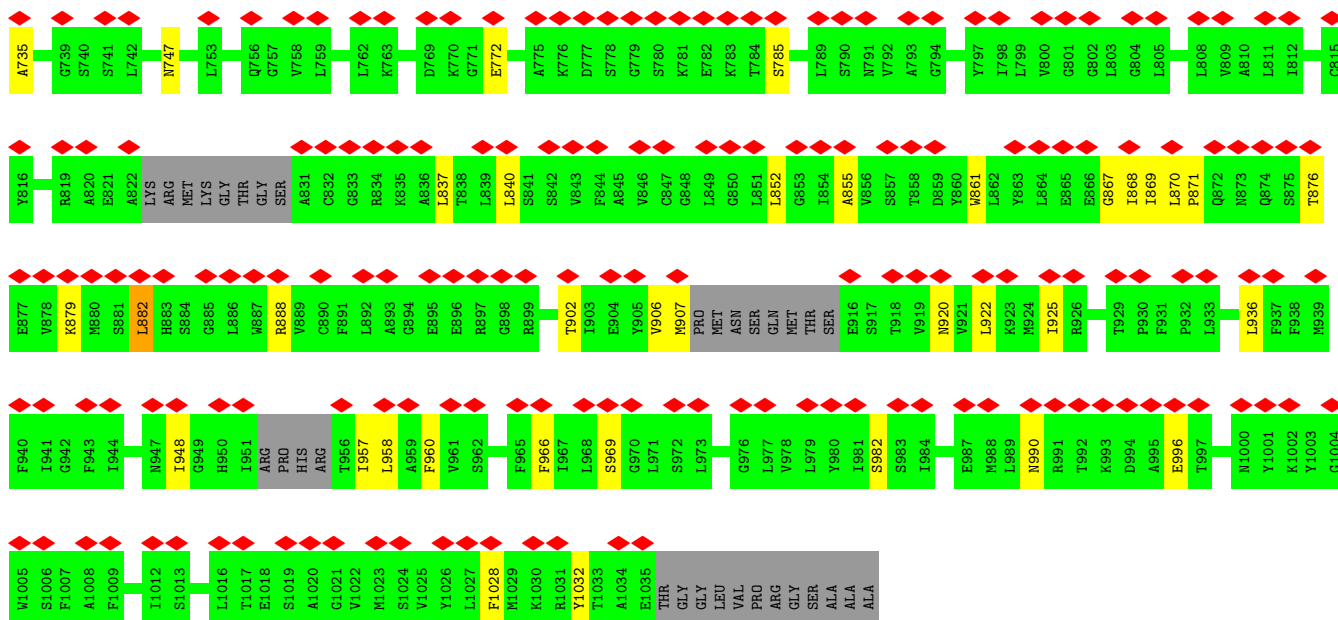 A735 G739 S740 S741 L742 N747 L753 Q756 G757 V758 L759 L762 K763 D769 K770 G771 E772 A775 K776 D777 S778 G779 S780 K781 E782 K783 T784 S785 L789 S790 N791 V792 A793 G794 Y797 I798 L799 V800 G801 G802 L803 G804 L805 L808 V809 A810 L811 I812 C815
Y816 R819 A820 E821 A822 LYS ARG MET LYS GLY THR GLY SER A831 C832 G833 R834 K835 A836 L837 T838 L839 L840 S841 S842 V843 F844 A845 V846 C847 G848 L849 G850 L851 L852 G853 I854 A855 V856 S857 T858 D859 Y860 W861 L862 Y863 L864 E865 E866 G867 I868 I869 L870 P871 Q872 N873 Q874 S875 T876
E877 V878 K879 M880 S881 L882 H883 S884 G885 L886 W887 R888 V889 C890 F891 L892 A893 G894 E895 E896 R897 G898 R899 T902 I903 E904 Y905 V906 M907 PRO MET ASN SER GLN MET THR SER E916 S917 T918 V919 N920 V921 L922 K923 M924 I925 R926 T929 P930 F931 P932 L933 L936 F937 F938 M939
F940 I941 G942 F943 I944 N947 I948 G949 H950 I951 ARG PRO HIS ARG T956 I957 L958 A959 F960 V961 S962 F965 F966 I967 L968 S969 G970 L971 S972 L973 G976 L977 V978 L979 Y980 I981 S982 S983 I984 E987 M988 L989 N990 R991 T992 K993 D994 A995 E996 T997 N1000 Y1001 K1002 Y1003 G1004
W1005 S1006 F1007 A1008 F1009 I1012 S1013 L1016 T1017 E1018 S1019 A1020 G1021 V1022 M1023 S1024 V1025 Y1026 L1027 F1028 M1029 K1030 R1031 Y1032 T1033 A1034 E1035 THR GLY GLY LEU VAL PRO ARG GLY SER ALA ALA ALA